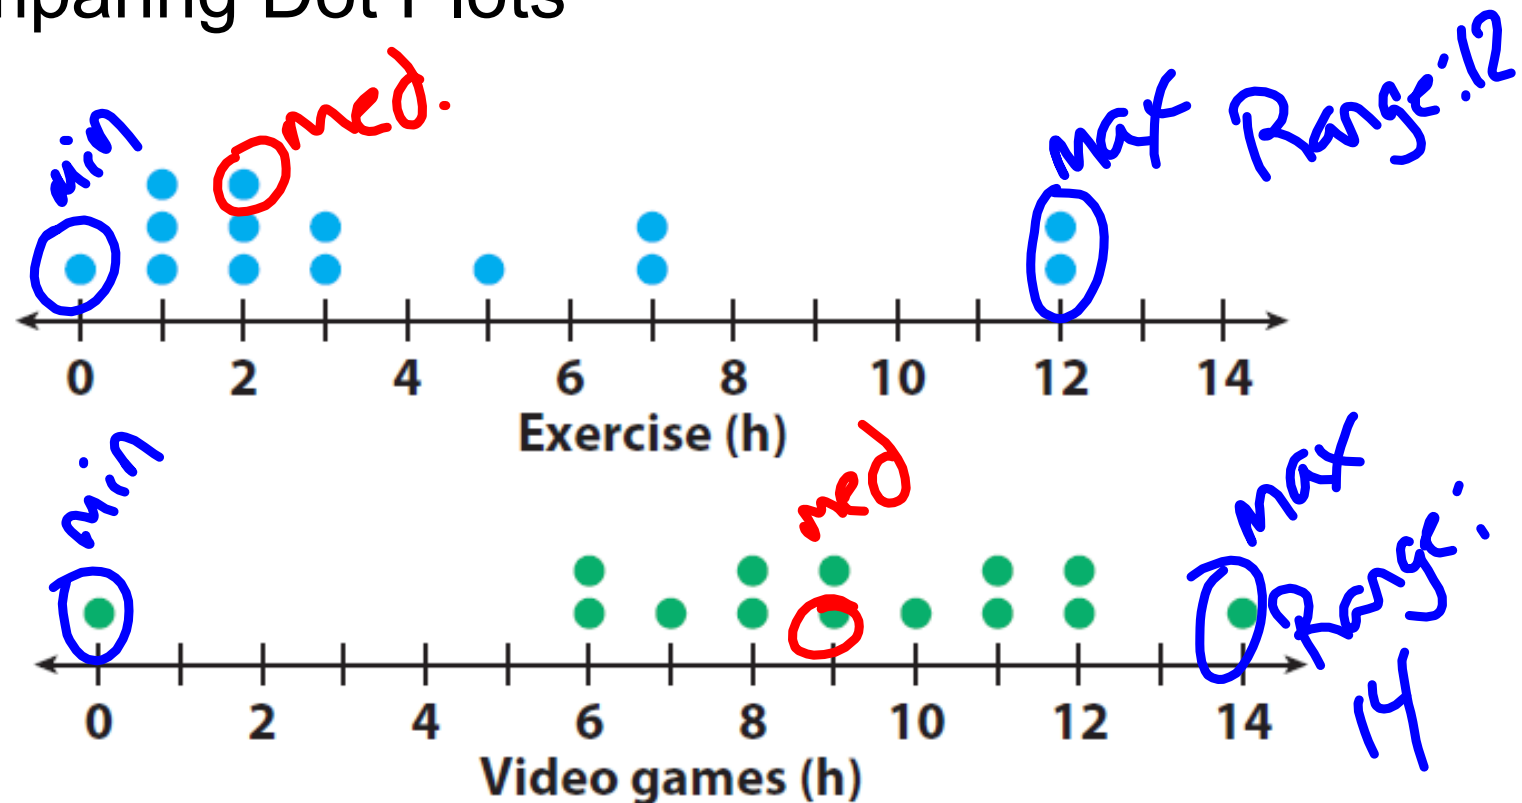 mparing Dot Plots
min
med.
max
Range: 12
0 2 4 6 8 10 12 14
Exercise (h)
min
med
max
Range:
14
0 2 4 6 8 10 12 14
Video games (h)